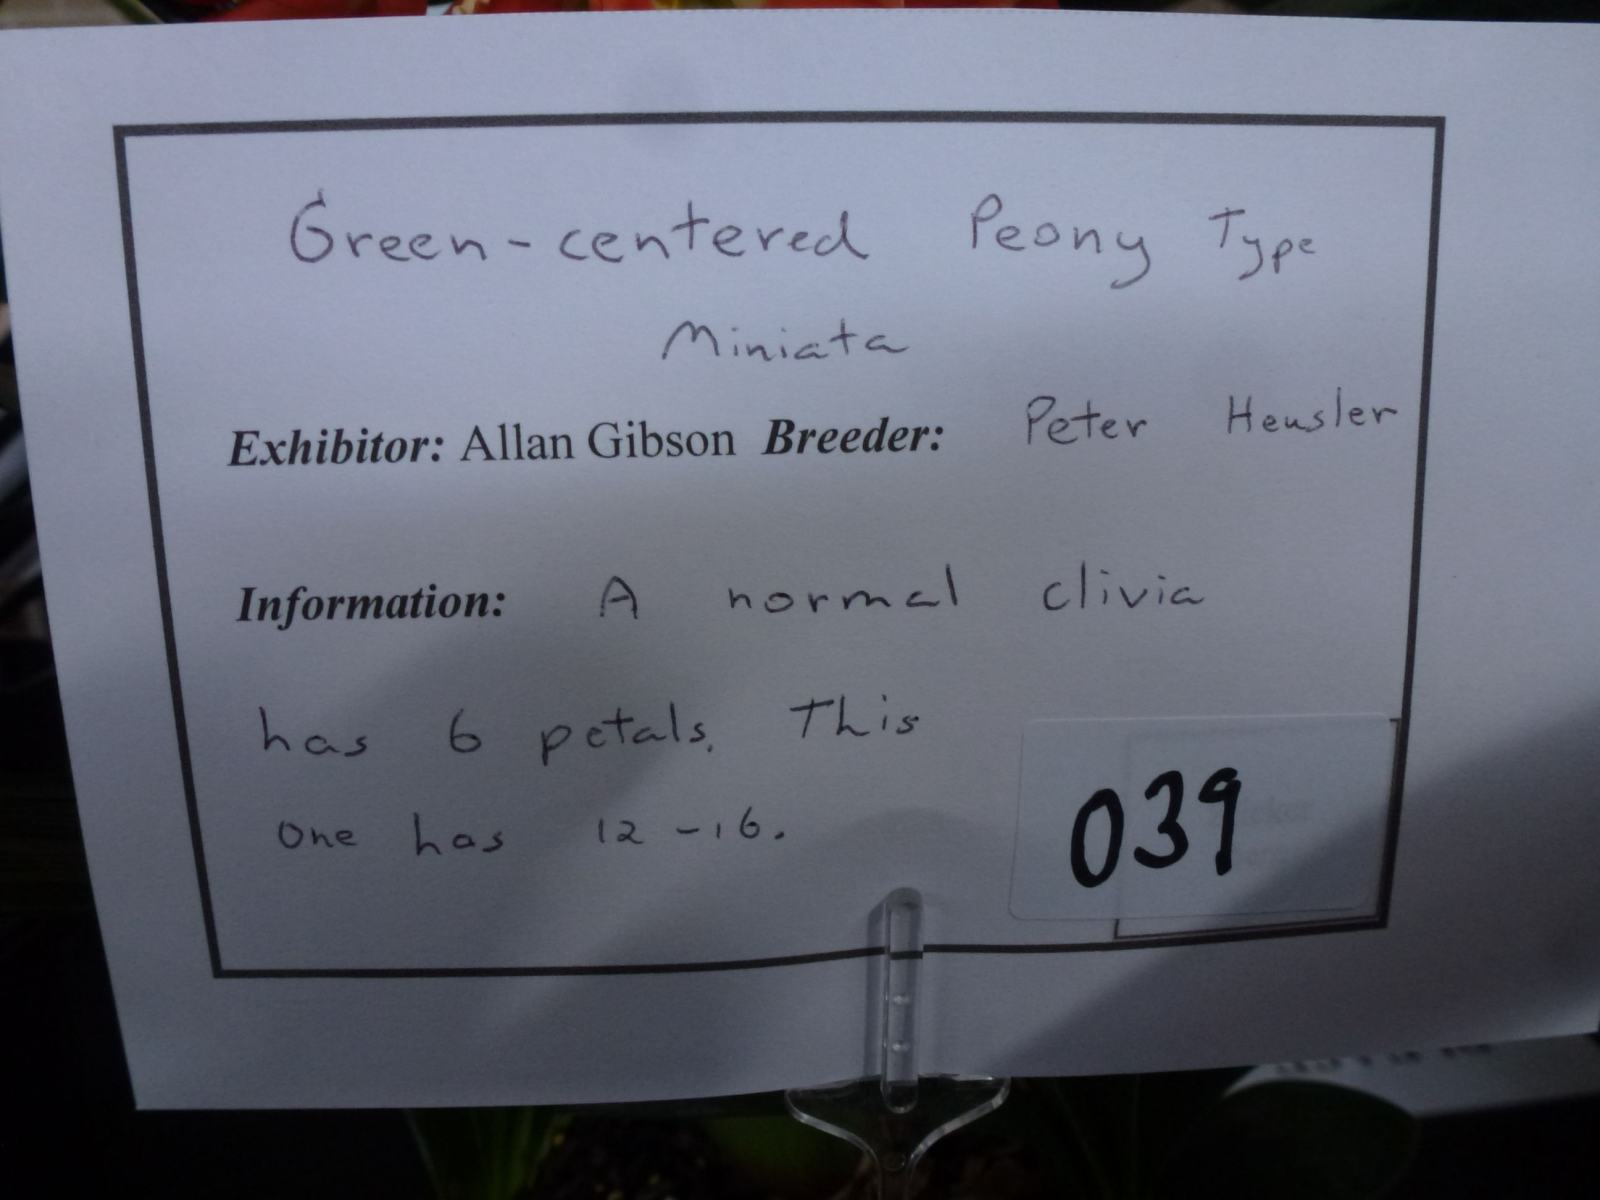 Green-centered Peony Type
Miniata
Exhibitor: Allan Gibson Breeder: Peter Heusler
Information: A normal clivia
has 6 petals. This
one has 12-16.
039